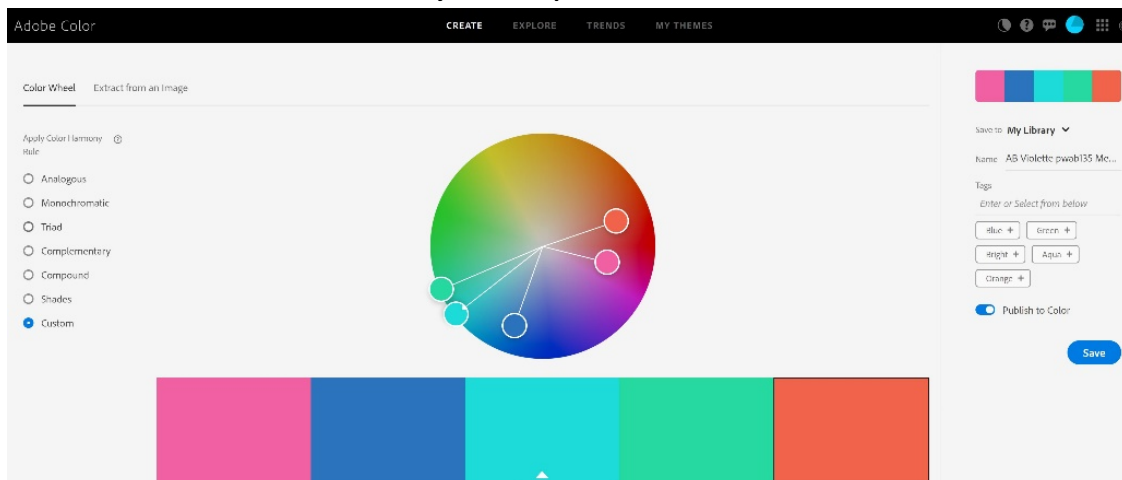 Adobe Color
CREATE EXPLORE TRENDS MY THEMES
Color Wheel Extract from an Image
Apply Color Harmony
Rule
Analogous
Monochromatic
Triad
Complementary
Compound
Shades
Custom
Save to My Library
Name AB Violette pwab135 Me...
Tags
Enter or Select from below
Blue + Green +
Bright + Aqua +
Orange +
Publish to Color
Save